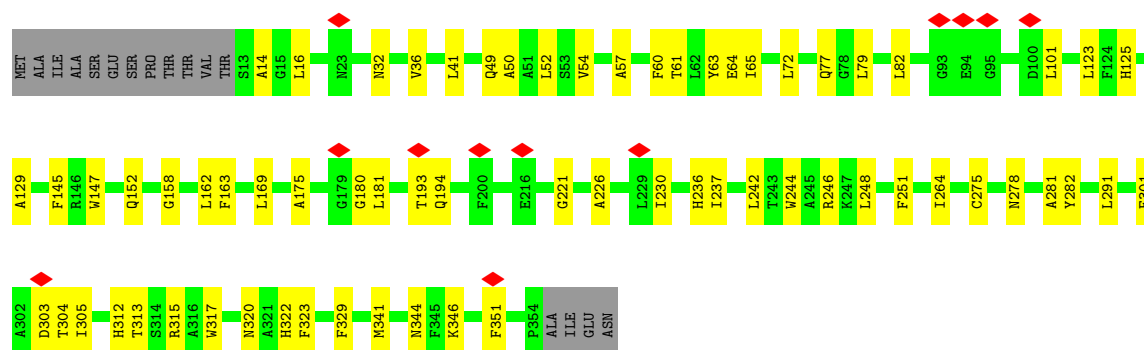 MET ALA ILE ALA SER GLU SER PRO THR THR VAL THR S13 A14 G15 L16 N23 N32 V36 L41 Q49 A50 A51 L52 S53 V54 A57 F60 T61 L62 Y63 E64 I65 L72 Q77 G78 L79 L82 G93 E94 G95 D100 L101 L123 F124 H125
A129 F145 R146 W147 Q152 G158 L162 F163 L169 A175 G179 G180 L181 T193 Q194 F200 E216 G221 A226 L229 I230 H236 I237 L242 T243 W244 A245 R246 K247 L248 F251 I264 C275 N278 A281 Y282 L291
A302 D303 T304 I305 H312 T313 S314 R315 A316 W317 N320 A321 H322 F323 F329 M341 N344 F345 K346 F351 P354 ALA ILE GLU ASN